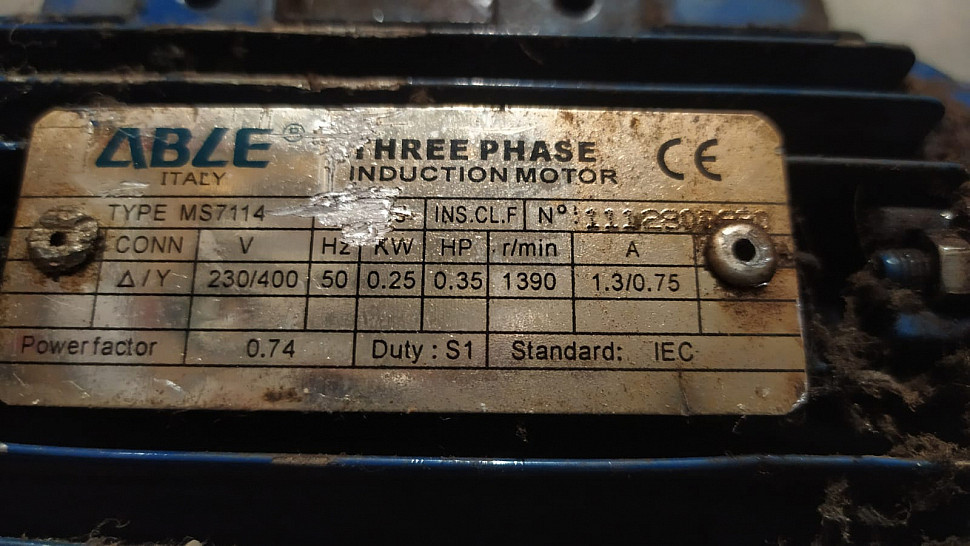 ABLE® THREE PHASE CE
ITALY INDUCTION MOTOR
TYPE MS7114 INS.CL.F Nº
CONN V Hz KW HP r/min A
Δ/Y 230/400 50 0.25 0.35 1390 1.3/0.75
Power factor 0.74 Duty : S1 Standard: IEC